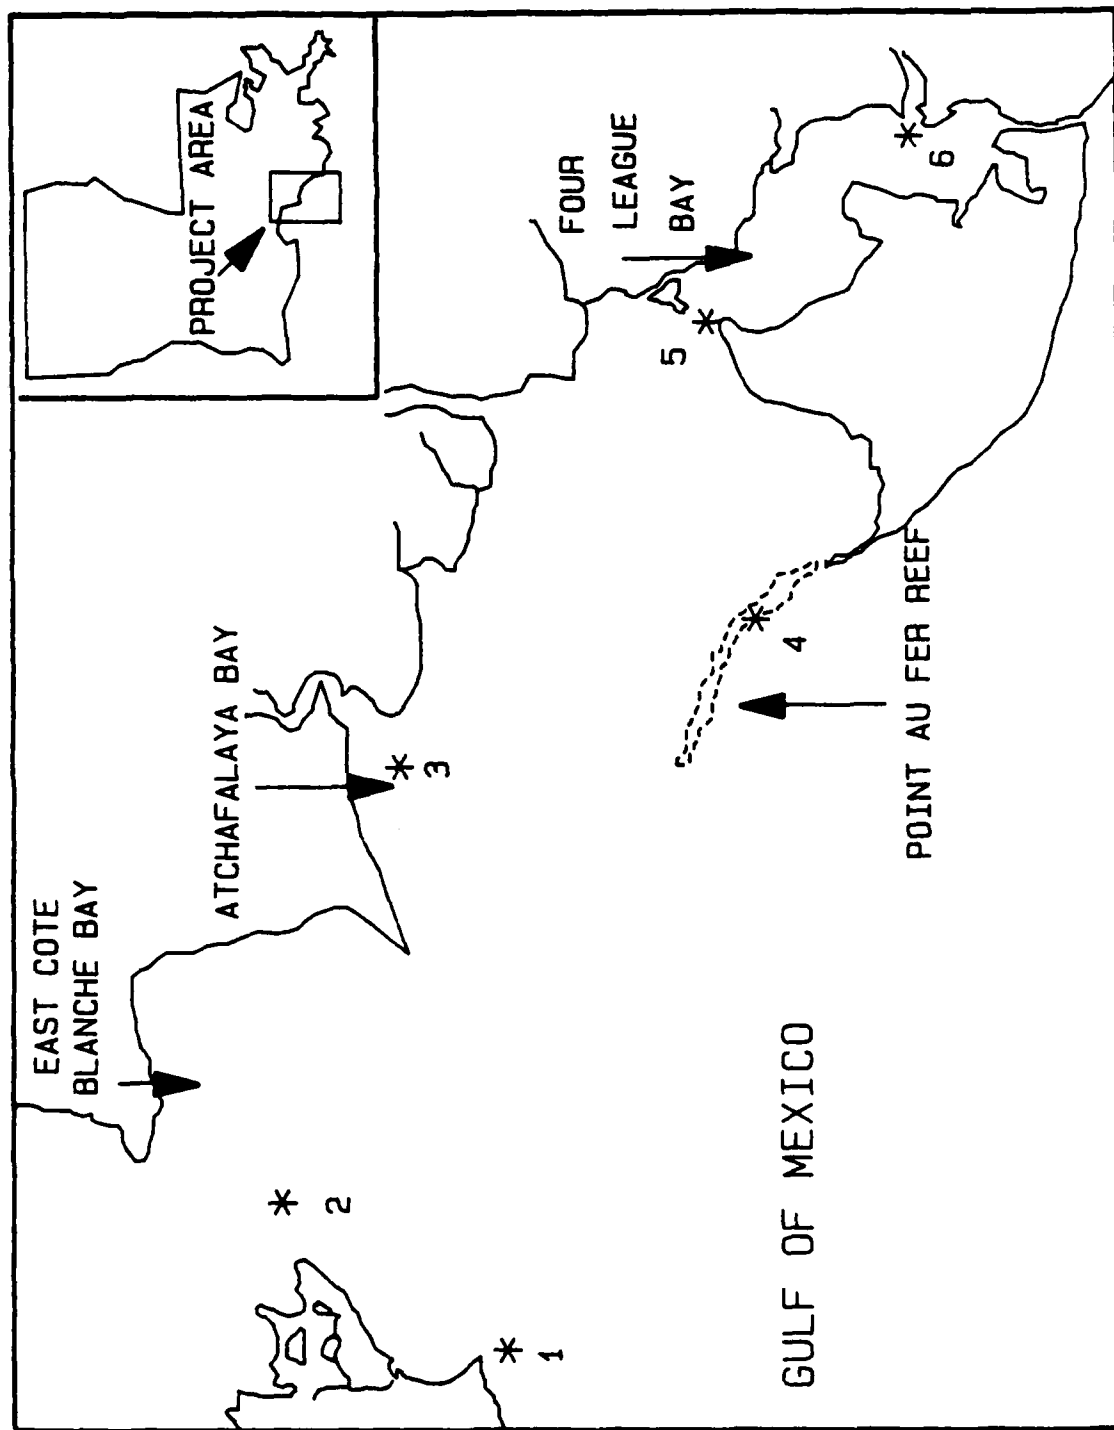 PROJECT AREA
EAST COTE
BLANCHE BAY
ATCHAFALAYA BAY
FOUR
LEAGUE
BAY
2
3
5
6
1
4
GULF OF MEXICO
POINT AU FER REEF